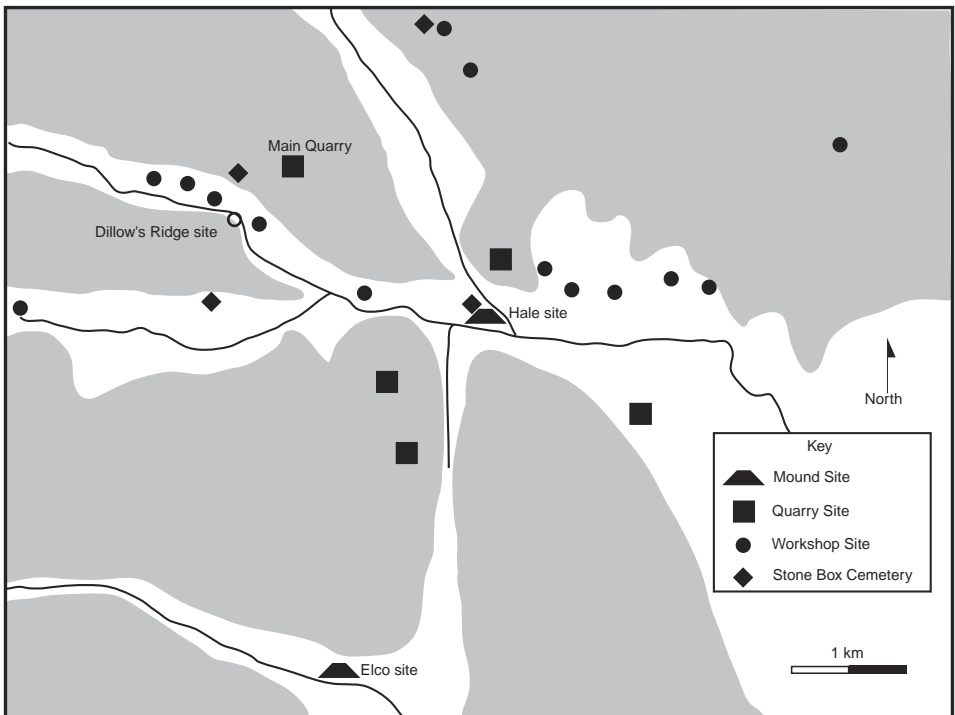 Main Quarry
Dillow's Ridge site
Hale site
North
Key
Mound Site
Quarry Site
Workshop Site
Stone Box Cemetery
1 km
Elco site